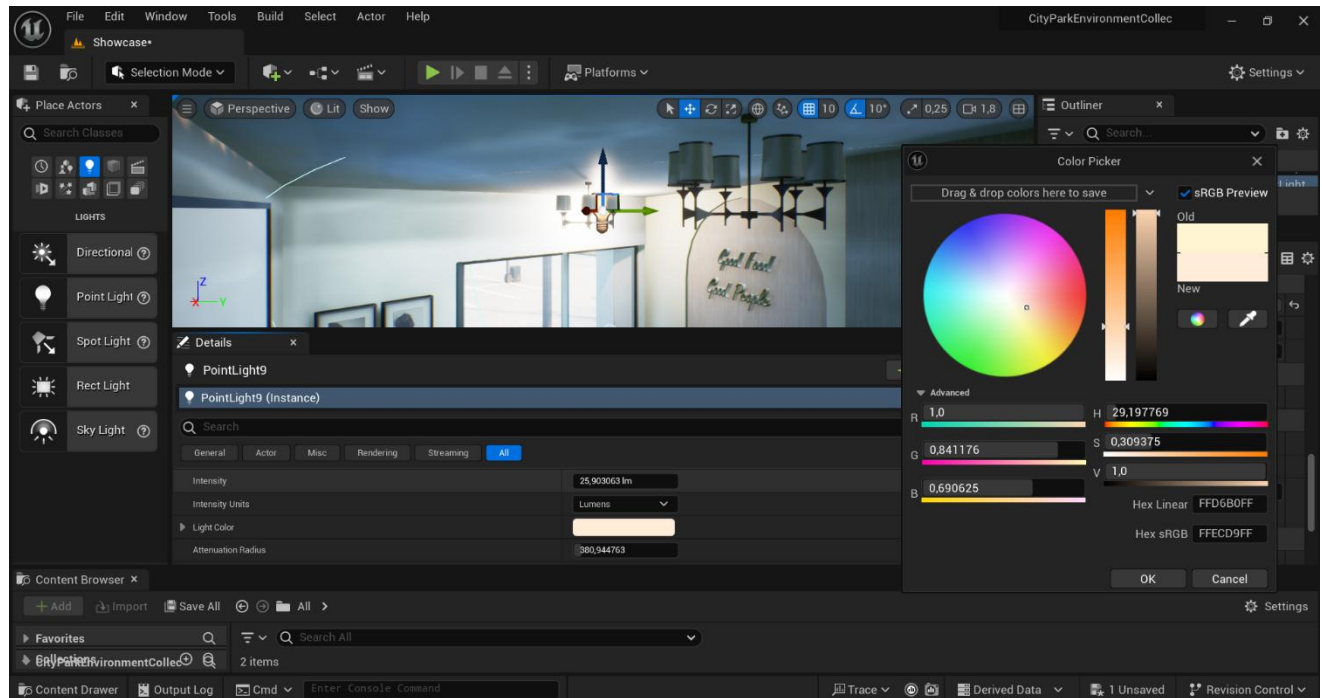 File Edit Window Tools Build Select Actor Help
CityParkEnvironmentCollec
Showcase•
Selection Mode
Platforms
Settings
Place Actors
Search Classes
LIGHTS
Directional
Point Light
Spot Light
Rect Light
Sky Light
Perspective Lit Show
10 10° 0,25 1,8
Good Food
Good People
Outliner
Search...
Light
Details
PointLight9
PointLight9 (Instance)
Search
General Actor Misc Rendering Streaming All
Intensity 25,903063 lm
Intensity Units Lumens
Light Color
Attenuation Radius 380,944763
Color Picker
Drag & drop colors here to save
sRGB Preview
Old
New
Advanced
R 1,0 H 29,197769
G 0,841176 S 0,309375
B 0,690625 V 1,0
Hex Linear FFD6B0FF
Hex sRGB FFECD9FF
OK Cancel
Content Browser
Add Import Save All All
Settings
Favorites
Search All
CityParkEnvironmentCollec
Collections
2 items
Content Drawer Output Log Cmd Enter Console Command
Trace Derived Data 1 Unsaved Revision Control